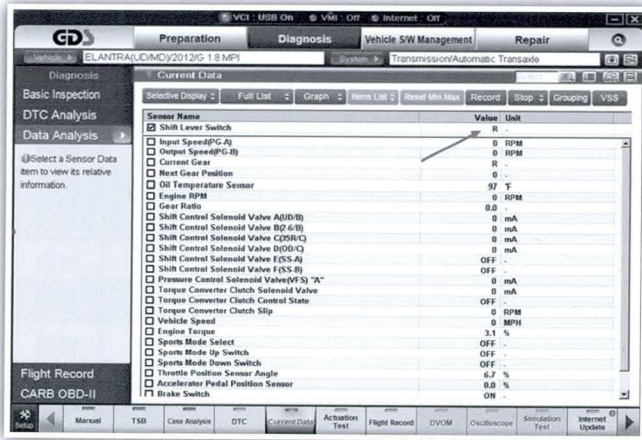 VCI : USB On VMI : Off Internet : Off
GDS Preparation Diagnosis Vehicle S/W Management Repair
Vehicle ELANTRA(UD/MD)/2012/G 1.8 MPI System Transmission/Automatic Transaxle
Diagnosis
Basic Inspection
DTC Analysis
Data Analysis
Select a Sensor Data
item to view its relative
information.
Flight Record
CARB OBD-II
Current Data
Selective Display Full List Graph Items List Reset Min.Max Record Stop Grouping VSS
Sensor Name Value Unit
Shift Lever Switch R -
Input Speed(PG-A) 0 RPM
Output Speed(PG-B) 0 RPM
Current Gear R -
Next Gear Position 0 -
Oil Temperature Sensor 97 ℉
Engine RPM 0 RPM
Gear Ratio 0.0 -
Shift Control Solenoid Valve A(UD/B) 0 mA
Shift Control Solenoid Valve B(2-6/B) 0 mA
Shift Control Solenoid Valve C(35R/C) 0 mA
Shift Control Solenoid Valve D(OD/C) 0 mA
Shift Control Solenoid Valve E(SS-A) OFF -
Shift Control Solenoid Valve F(SS-B) OFF -
Pressure Control Solenoid Valve(VFS) "A" 0 mA
Torque Converter Clutch Solenoid Valve 0 mA
Torque Converter Clutch Control State OFF -
Torque Converter Clutch Slip 0 RPM
Vehicle Speed 0 MPH
Engine Torque 3.1 %
Sports Mode Select OFF -
Sports Mode Up Switch OFF -
Sports Mode Down Switch OFF -
Throttle Position Sensor Angle 6.7 %
Accelerator Pedal Position Sensor 0.0 %
Brake Switch ON -
Setup Manual TSB Case Analysis DTC Current Data Actuation Test Flight Record DVOM Oscilloscope Simulation Test Internet Update